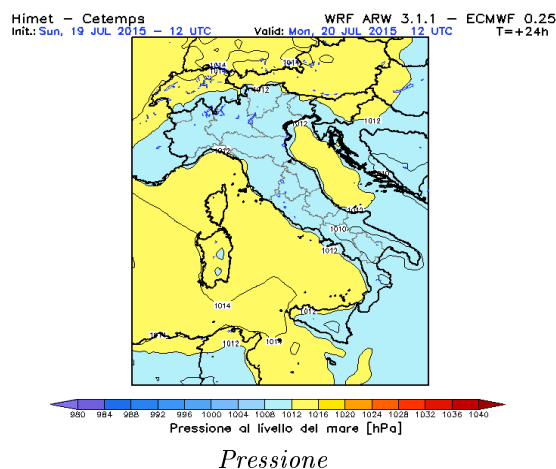 Himet – Cetemps WRF ARW 3.1.1 – ECMWF 0.25
Init.: Sun, 19 JUL 2015 – 12 UTC Valid: Mon, 20 JUL 2015 12 UTC T=+24h
1014
1014
1012
1012
1012
1012
1010
1012
1014
1012
980 984 988 992 996 1000 1004 1008 1012 1016 1020 1024 1028 1032 1036 1040
Pressione al livello del mare [hPa]
Pressione